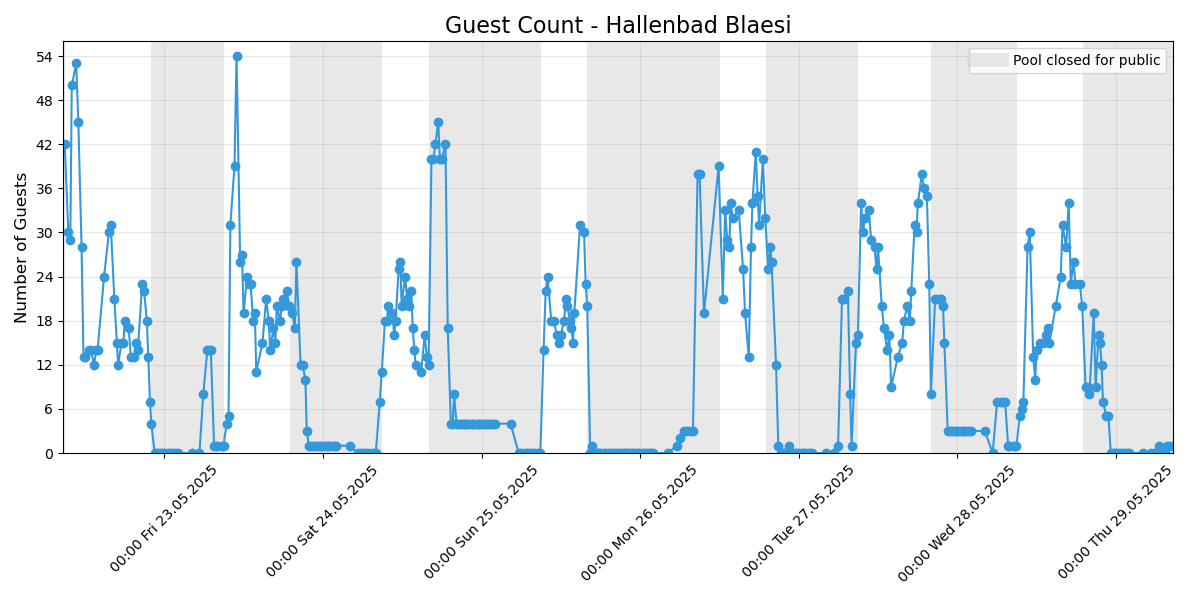 Guest Count - Hallenbad Blaesi
Pool closed for public
Number of Guests
54
48
42
36
30
24
18
12
6
0
00:00 Fri 23.05.2025
00:00 Sat 24.05.2025
00:00 Sun 25.05.2025
00:00 Mon 26.05.2025
00:00 Tue 27.05.2025
00:00 Wed 28.05.2025
00:00 Thu 29.05.2025